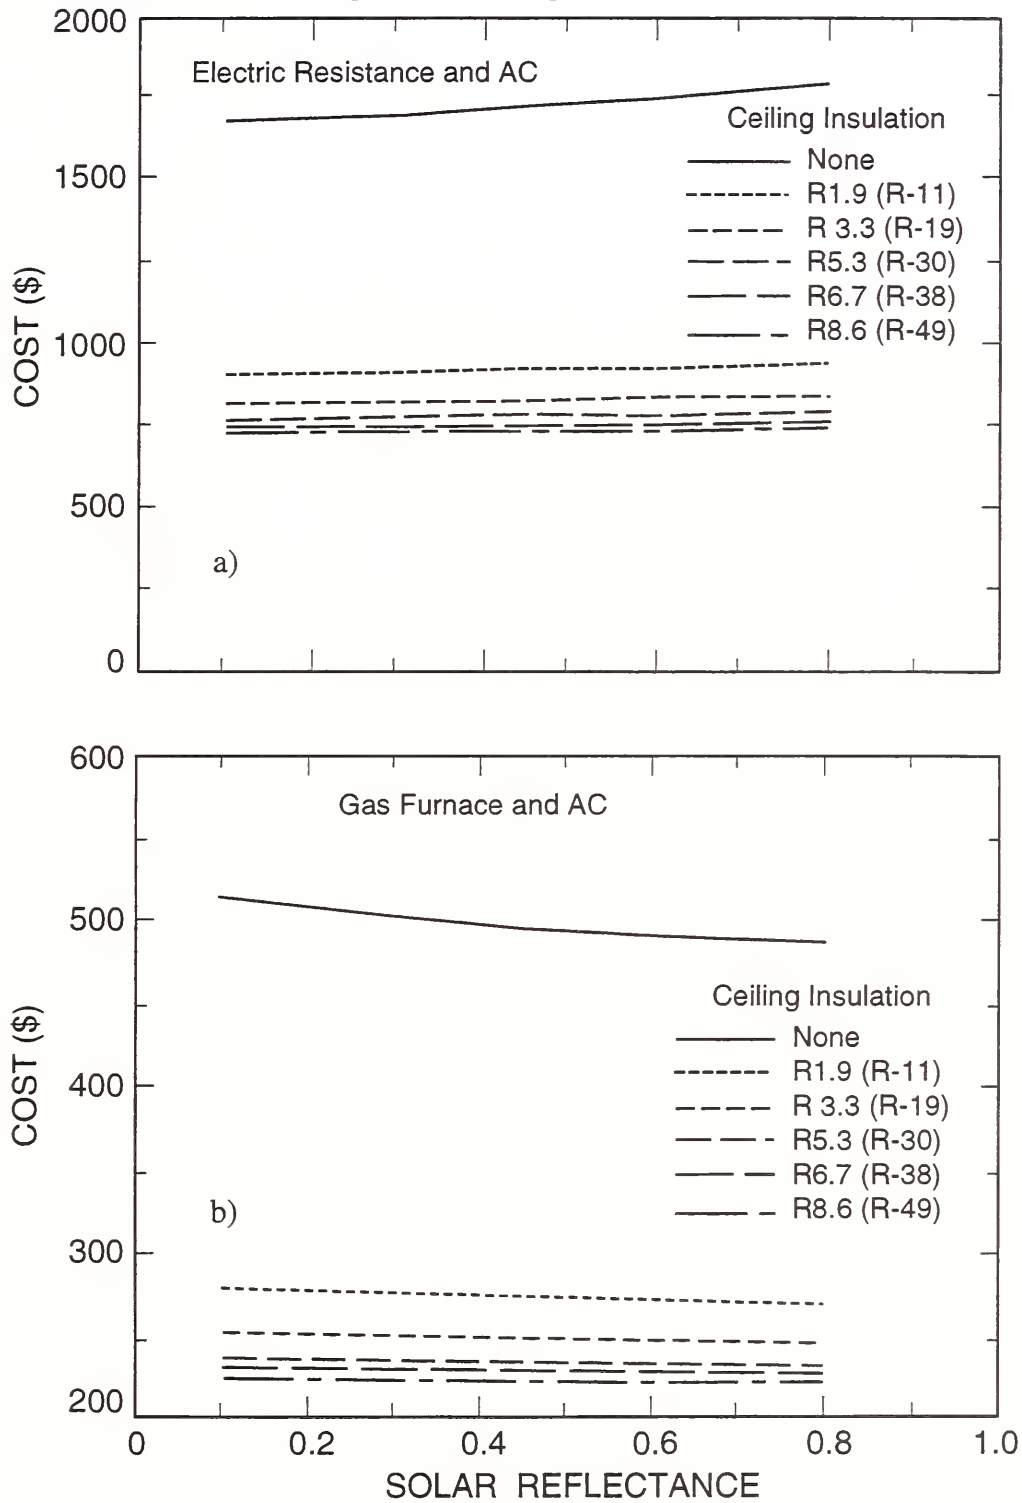 2000
Electric Resistance and AC
Ceiling Insulation
None
1500
R1.9 (R-11)
R 3.3 (R-19)
R5.3 (R-30)
R6.7 (R-38)
R8.6 (R-49)
1000
COST ($)
500
a)
0
600
Gas Furnace and AC
500
Ceiling Insulation
None
R1.9 (R-11)
400
R 3.3 (R-19)
R5.3 (R-30)
R6.7 (R-38)
R8.6 (R-49)
COST ($)
b)
300
200
0 0.2 0.4 0.6 0.8 1.0
SOLAR REFLECTANCE